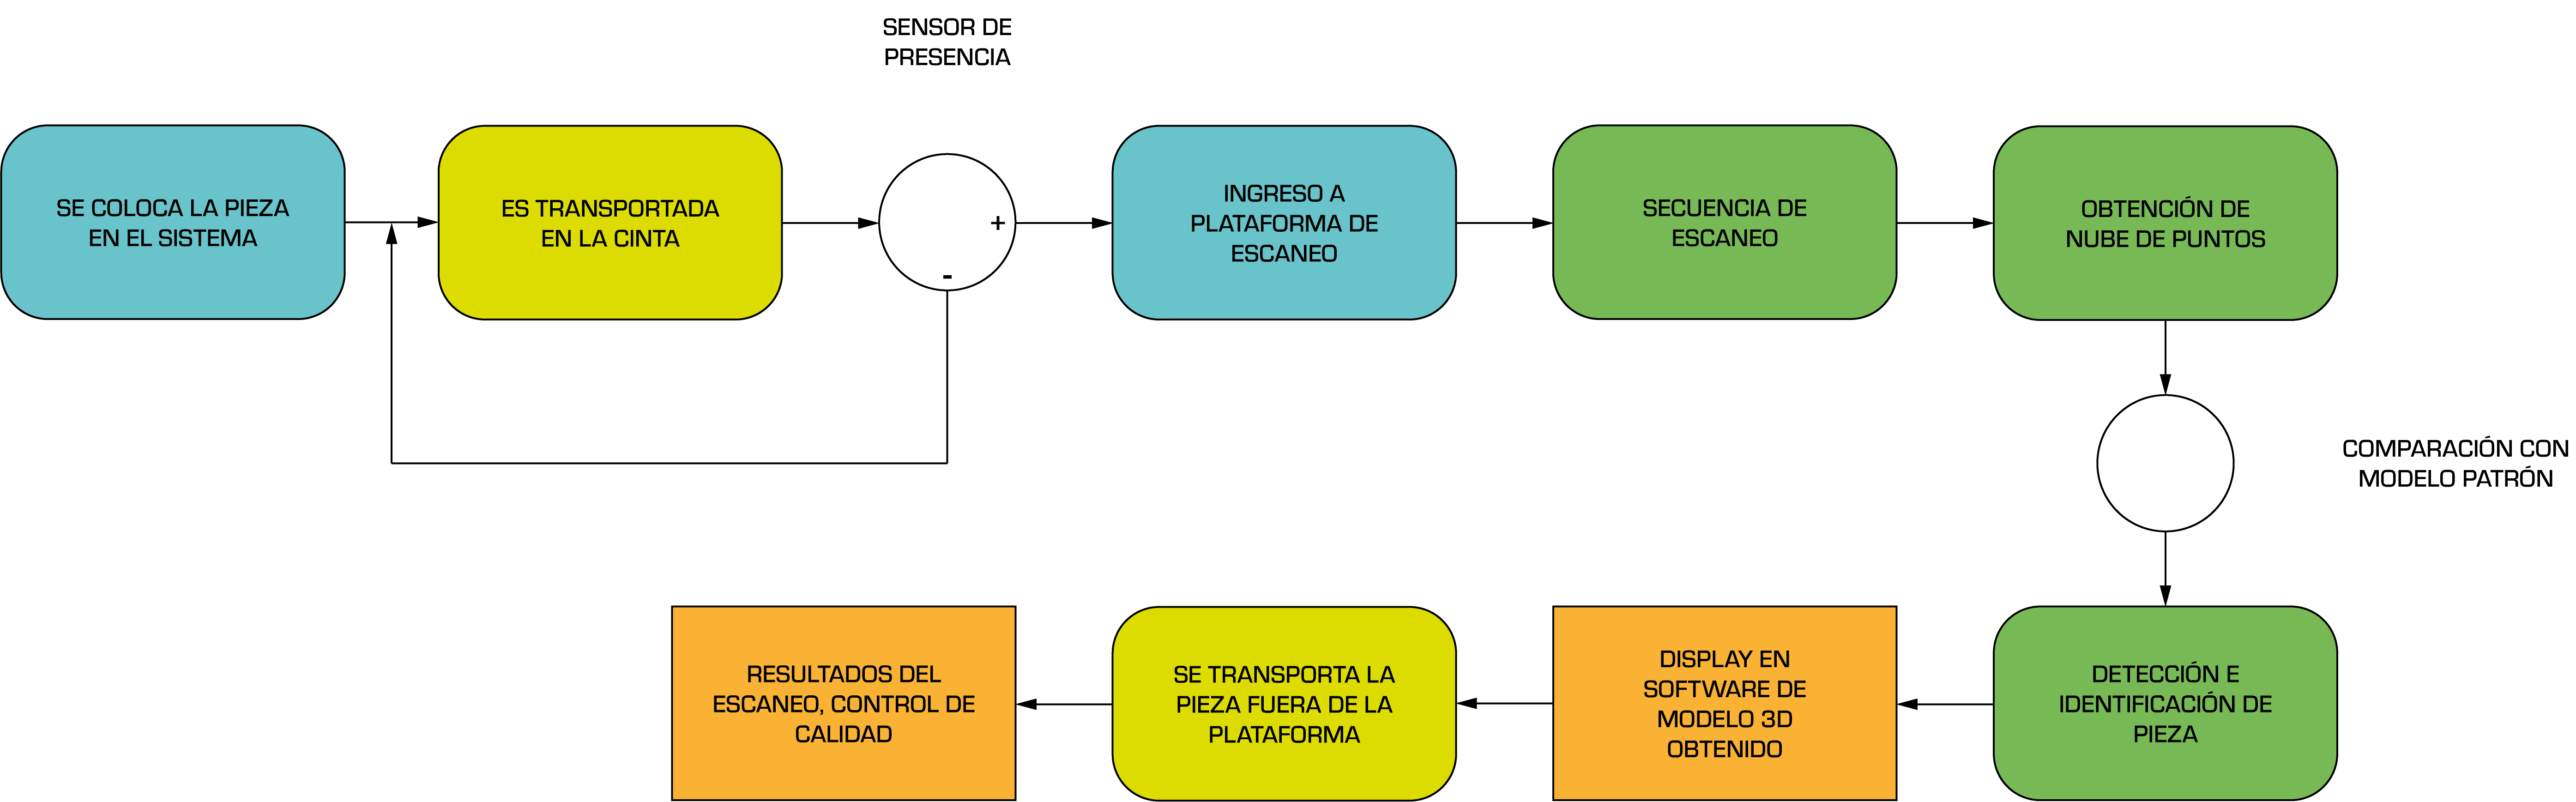 SENSOR DE
PRESENCIA
SE COLOCA LA PIEZA
EN EL SISTEMA
ES TRANSPORTADA
EN LA CINTA
+
-
INGRESO A
PLATAFORMA DE
ESCANEO
SECUENCIA DE
ESCANEO
OBTENCIÓN DE
NUBE DE PUNTOS
COMPARACIÓN CON
MODELO PATRÓN
DETECCIÓN E
IDENTIFICACIÓN DE
PIEZA
DISPLAY EN
SOFTWARE DE
MODELO 3D
OBTENIDO
SE TRANSPORTA LA
PIEZA FUERA DE LA
PLATAFORMA
RESULTADOS DEL
ESCANEO, CONTROL DE
CALIDAD